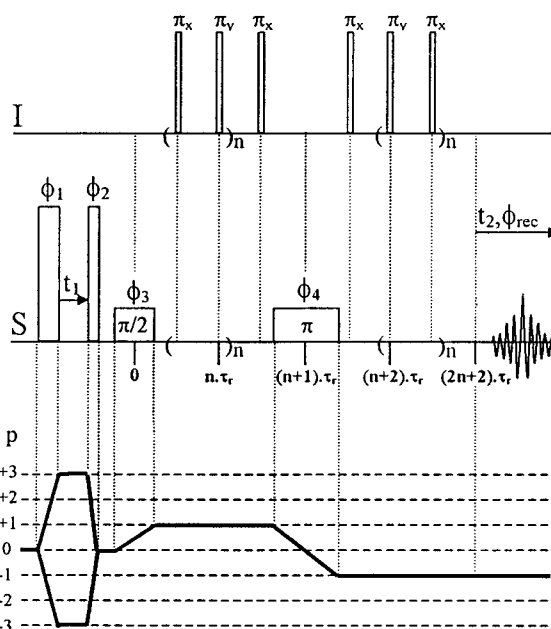 πx πy πx πx πy πx
I ( )n ( )n
ϕ1 ϕ2
t2,ϕrec
t1
ϕ3 ϕ4
π/2 π
S ( )n ( n
0 n.τr (n+1).τr (n+2).τr (2n+2).τr
p
+3
+2
+1
0
-1
-2
-3